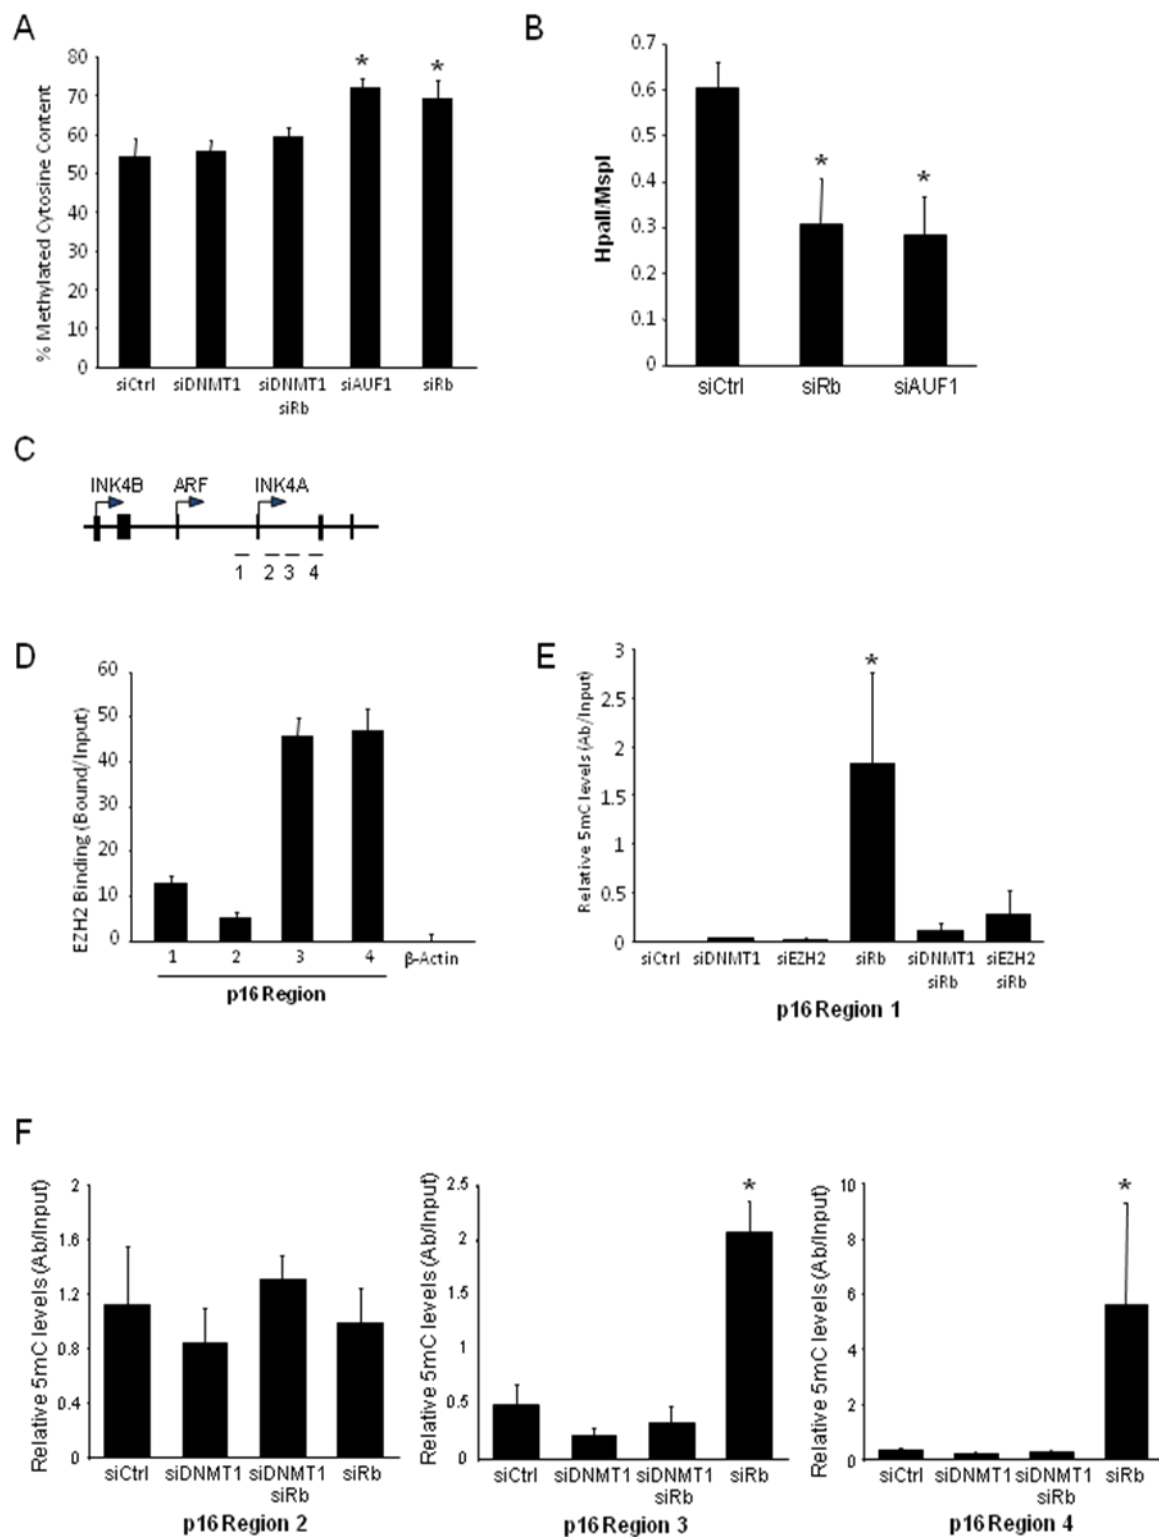 A
% Methylated Cytosine Content
80
70
60
50
40
30
20
10
0
*
*
siCtrl siDNMT1 siDNMT1 siAUF1 siRb
siRb
B
HpaII/MspI
0.7
0.6
0.5
0.4
0.3
0.2
0.1
0
*
*
siCtrl siRb siAUF1
C
INK4B ARF INK4A
1 2 3 4
D
EZH2 Binding (Bound/Input)
60
50
40
30
20
10
0
1 2 3 4 β-Actin
p16 Region
E
Relative 5mC levels (Ab/Input)
3
2.5
2
1.5
1
0.5
0
*
siCtrl siDNMT1 siEZH2 siRb siDNMT1 siEZH2
siRb siRb
p16 Region 1
F
Relative 5mC levels (Ab/Input)
2
1.6
1.2
0.8
0.4
0
siCtrl siDNMT1 siDNMT1 siRb
siRb
p16 Region 2
Relative 5mC levels (Ab/Input)
2.5
2
1.5
1
0.5
0
*
siCtrl siDNMT1 siDNMT1 siRb
siRb
p16 Region 3
Relative 5mC levels (Ab/Input)
10
8
6
4
2
0
*
siCtrl siDNMT1 siDNMT1 siRb
siRb
p16 Region 4